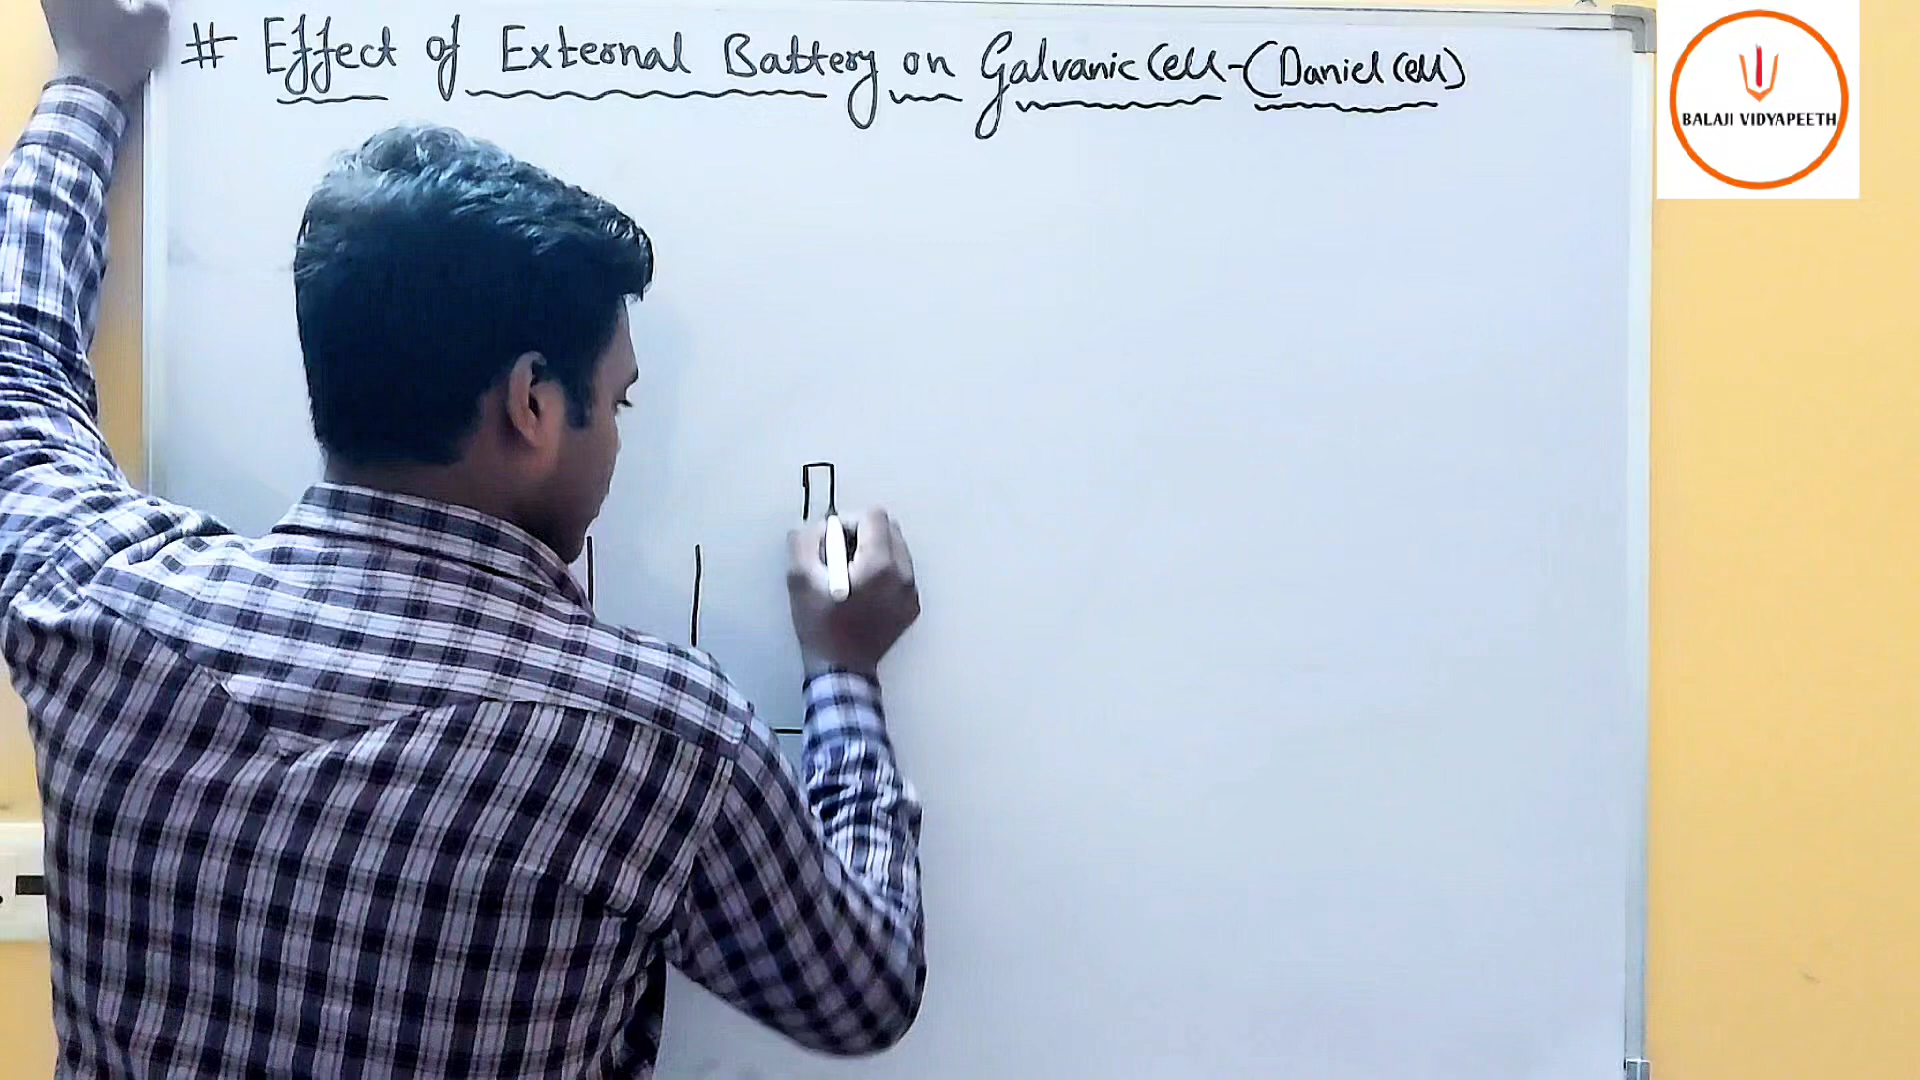 # Effect of External Battery on Galvanic Cell-(Daniel Cell)
BALAJI VIDYAPEETH